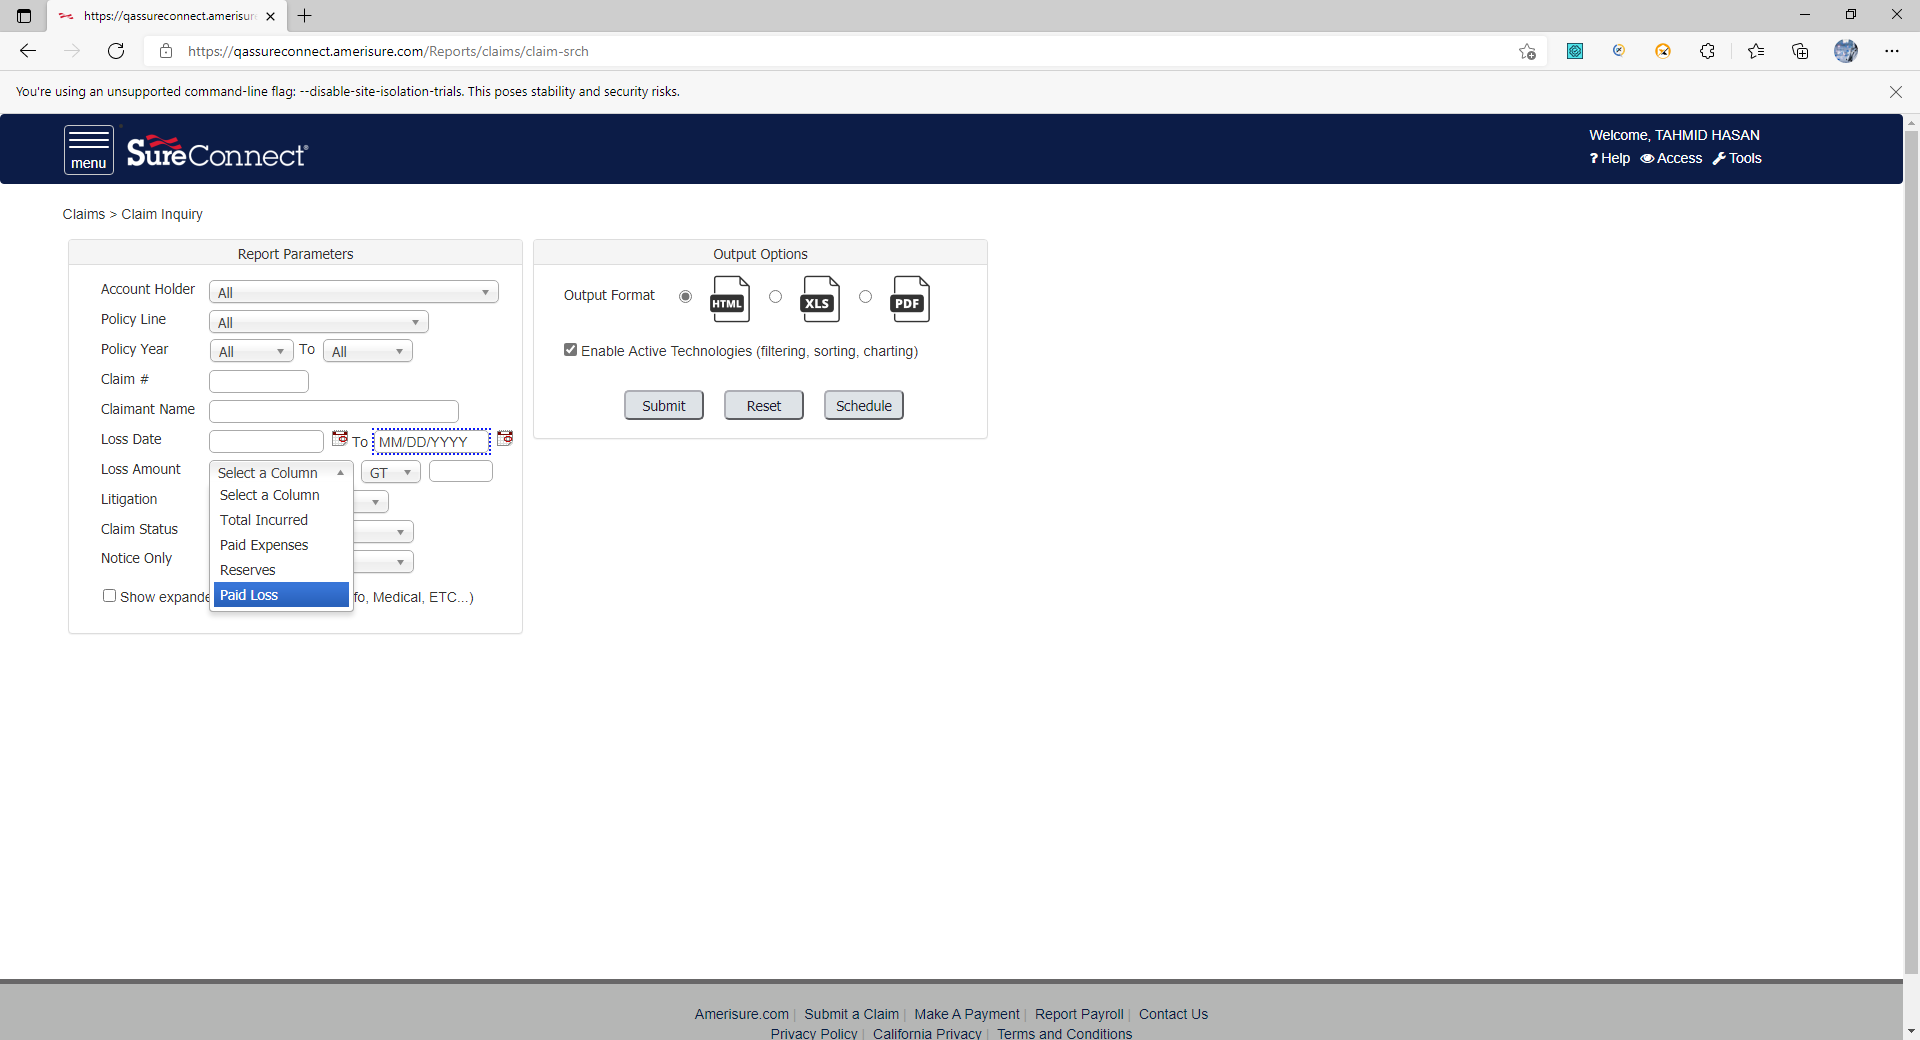 https://qassureconnect.amerisure
https://qassureconnect.amerisure.com/Reports/claims/claim-srch
You're using an unsupported command-line flag: --disable-site-isolation-trials. This poses stability and security risks.
menu
SureConnect®
Welcome, TAHMID HASAN
? Help Access Tools
Claims > Claim Inquiry
Report Parameters
Account Holder All
Policy Line All
Policy Year All To All
Claim #
Claimant Name
Loss Date To MM/DD/YYYY
Loss Amount Select a Column GT
Select a Column
Litigation
Total Incurred
Claim Status
Paid Expenses
Notice Only
Reserves
Paid Loss
Show expande fo, Medical, ETC...)
Output Options
Output Format HTML XLS PDF
Enable Active Technologies (filtering, sorting, charting)
Submit Reset Schedule
Amerisure.com | Submit a Claim | Make A Payment | Report Payroll | Contact Us
Privacy Policy | California Privacy | Terms and Conditions